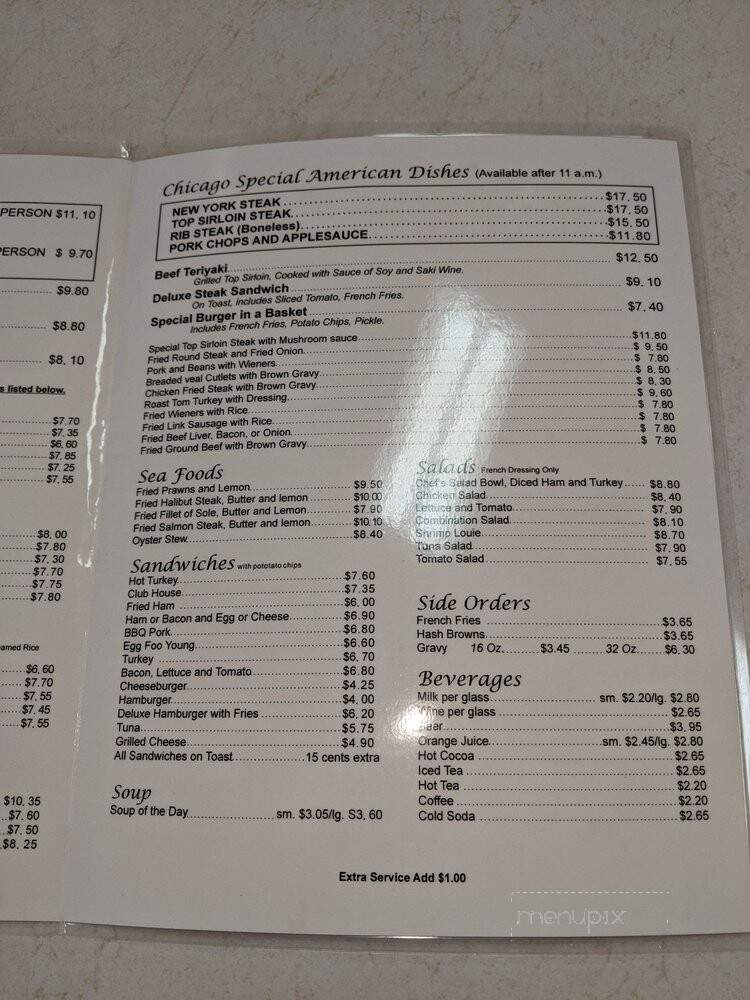 PERSON $11, 10
PERSON $ 9.70
$9.80
$8.80
$8, 10
s listed below.
$7.70
$7. 35
$6, 60
$7. 85
$7, 25
$7. 55
$8. 00
$7.80
$7, 30
$7.70
$7.75
$7.80
amed Rice
$6, 60
$7.70
$7, 55
$7. 45
$7. 55
$10, 35
$7. 60
$7, 50
$8, 25
Chicago Special American Dishes (Available after 11 a.m.)
NEW YORK STEAK $17, 50
TOP SIRLOIN STEAK $17, 50
RIB STEAK (Boneless) $15, 50
PORK CHOPS AND APPLESAUCE $11.80
Beef Teriyaki $12, 50
Grilled Top Sirloin, Cooked with Sauce of Soy and Saki Wine.
Deluxe Steak Sandwich $9, 10
On Toast, includes Sliced Tomato, French Fries.
Special Burger in a Basket $7, 40
Includes French Fries, Potato Chips, Pickle.
Special Top Sirloin Steak with Mushroom sauce $11.80
Fried Round Steak and Fried Onion $ 9, 50
Pork and Beans with Wieners $ 7.80
Breaded veal Cutlets with Brown Gravy $ 8, 50
Chicken Fried Steak with Brown Gravy $ 8, 30
Roast Tom Turkey with Dressing $ 9, 60
Fried Wieners with Rice $ 7.80
Fried Link Sausage with Rice $ 7.80
Fried Beef Liver, Bacon, or Onion $ 7.80
Fried Ground Beef with Brown Gravy $ 7.80
Sea Foods
Fried Prawns and Lemon $9.50
Fried Halibut Steak, Butter and lemon $10,00
Fried Fillet of Sole, Butter and Lemon $7.90
Fried Salmon Steak, Butter and lemon $10, 10
Oyster Stew $8.40
Sandwiches with pototato chips
Hot Turkey $7.60
Club House $7.35
Fried Ham $6, 00
Ham or Bacon and Egg or Cheese $6.90
BBQ Pork $6.80
Egg Foo Young $6.60
Turkey $6, 70
Bacon, Lettuce and Tomato $6.80
Cheeseburger $4.25
Hamburger $4, 00
Deluxe Hamburger with Fries $6, 20
Tuna $5.75
Grilled Cheese $4.90
All Sandwiches on Toast 15 cents extra
Soup
Soup of the Day sm. $3.05/lg. S3, 60
Salads French Dressing Only
Chef's Salad Bowl, Diced Ham and Turkey $8.80
Chicken Salad $8, 40
Lettuce and Tomato $7.90
Combination Salad $8.10
Shrimp Louie $8.70
Tuna Salad $7. 90
Tomato Salad $7. 55
Side Orders
French Fries $3.65
Hash Browns $3.65
Gravy 16 Oz. $3.45 32 Oz. $6, 30
Beverages
Milk per glass sm. $2.20/lg. $2.80
Wine per glass $2.65
Beer $3, 95
Orange Juice sm. $2.45/lg. $2.80
Hot Cocoa $2.65
Iced Tea $2.65
Hot Tea $2.20
Coffee $2.20
Cold Soda $2.65
Extra Service Add $1.00
menupix